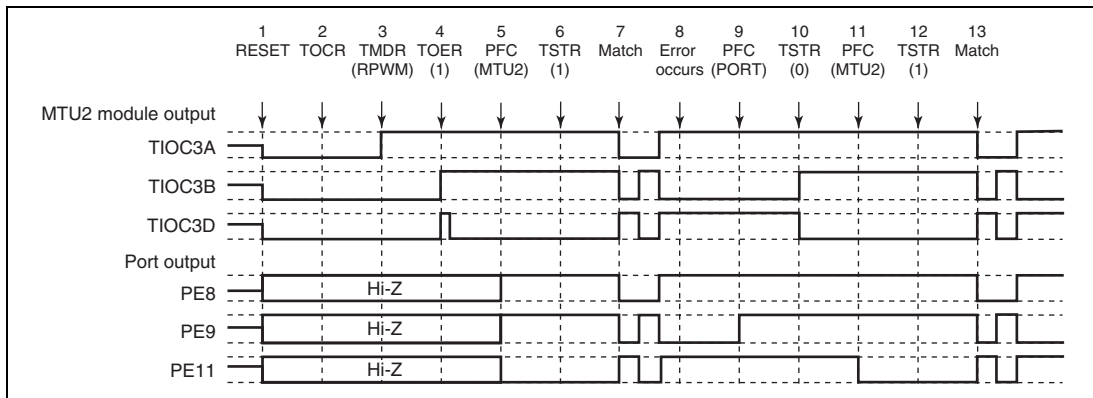 1 2 3 4 5 6 7 8 9 10 11 12 13
RESET TOCR TMDR TOER PFC TSTR Match Error PFC TSTR PFC TSTR Match
(RPWM) (1) (MTU2) (1) occurs (PORT) (0) (MTU2) (1)
MTU2 module output
TIOC3A
TIOC3B
TIOC3D
Port output
PE8 Hi-Z
PE9 Hi-Z
PE11 Hi-Z